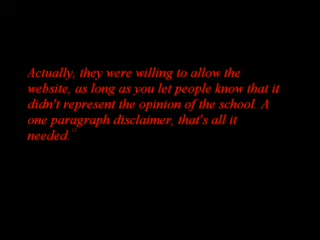 Actually, they were willing to allow the
website, as long as you let people know that it
didn't represent the opinion of the school. A
one paragraph disclaimer, that's all it
needed."